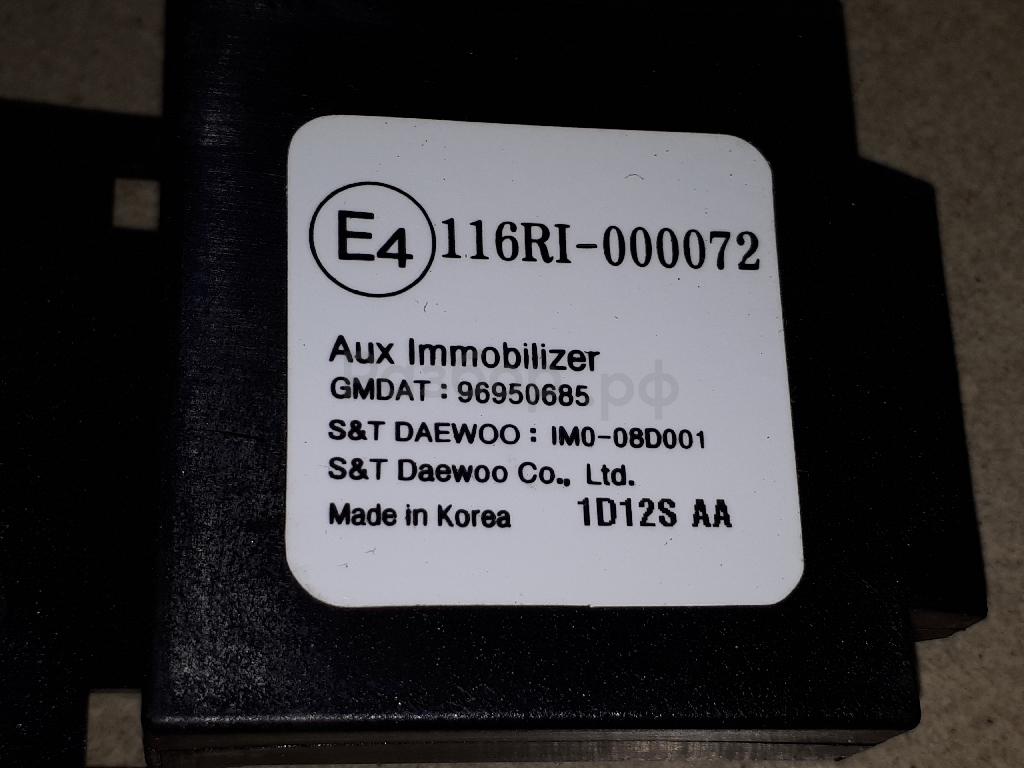 E4 116RI-000072
Aux Immobilizer
GMDAT : 96950685
S&T DAEWOO : IM0-08D001
S&T Daewoo Co., Ltd.
Made in Korea 1D12S AA